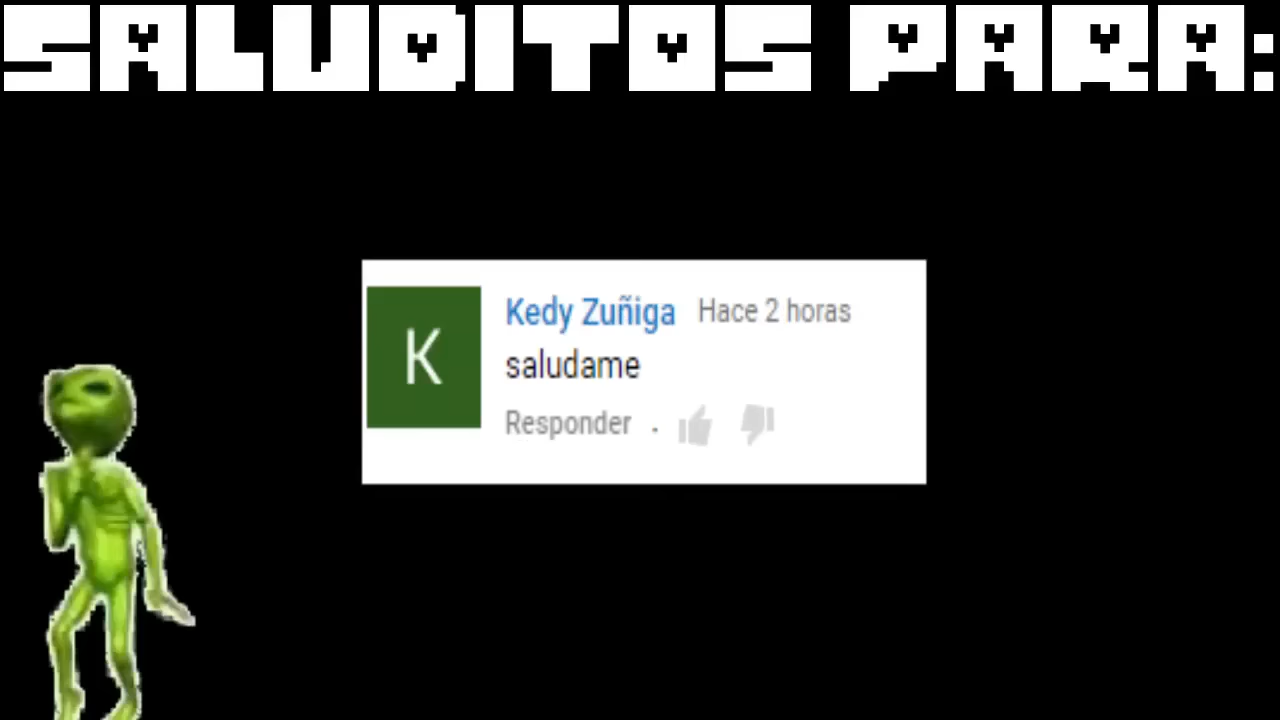 SALUDITOS PARA:
K
Kedy Zuñiga Hace 2 horas
saludame
Responder .